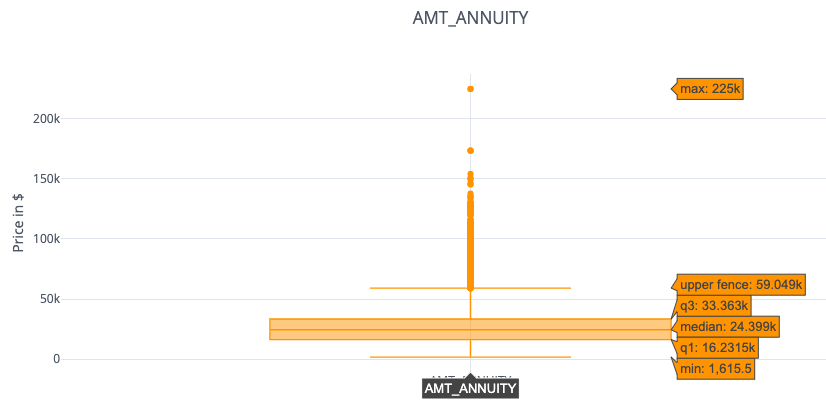 AMT_ANNUITY
max: 225k
200k
150k
Price in $
100k
upper fence: 59.049k
50k
q3: 33.363k
median: 24.399k
q1: 16.2315k
0
min: 1,615.5
AMT_ANNUITY